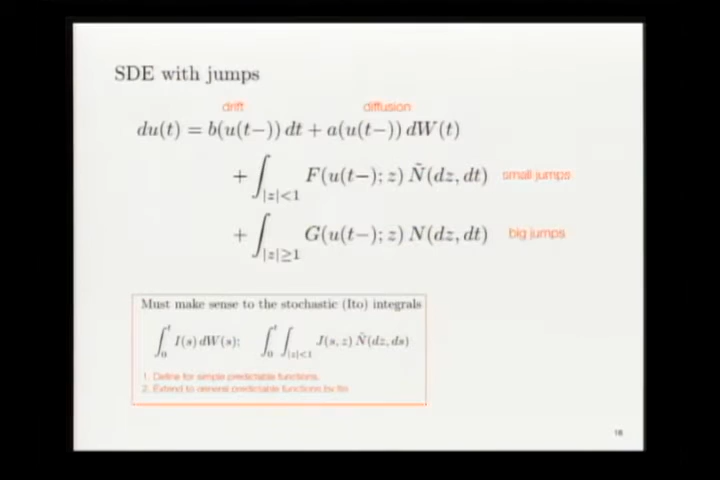 SDE with jumps
drift diffusion
du(t) = b(u(t−)) dt + a(u(t−)) dW(t)
+ ∫_{|z|<1} F(u(t−); z) Ñ(dz, dt) small jumps
+ ∫_{|z|≥1} G(u(t−); z) N(dz, dt) big jumps
Must make sense to the stochastic (Ito) integrals
∫_0^t I(s) dW(s); ∫_0^t ∫_{|z|<1} J(s, z) Ñ(dz, ds)
1. Define for simple predictable functions.
2. Extend to general predictable functions by
16